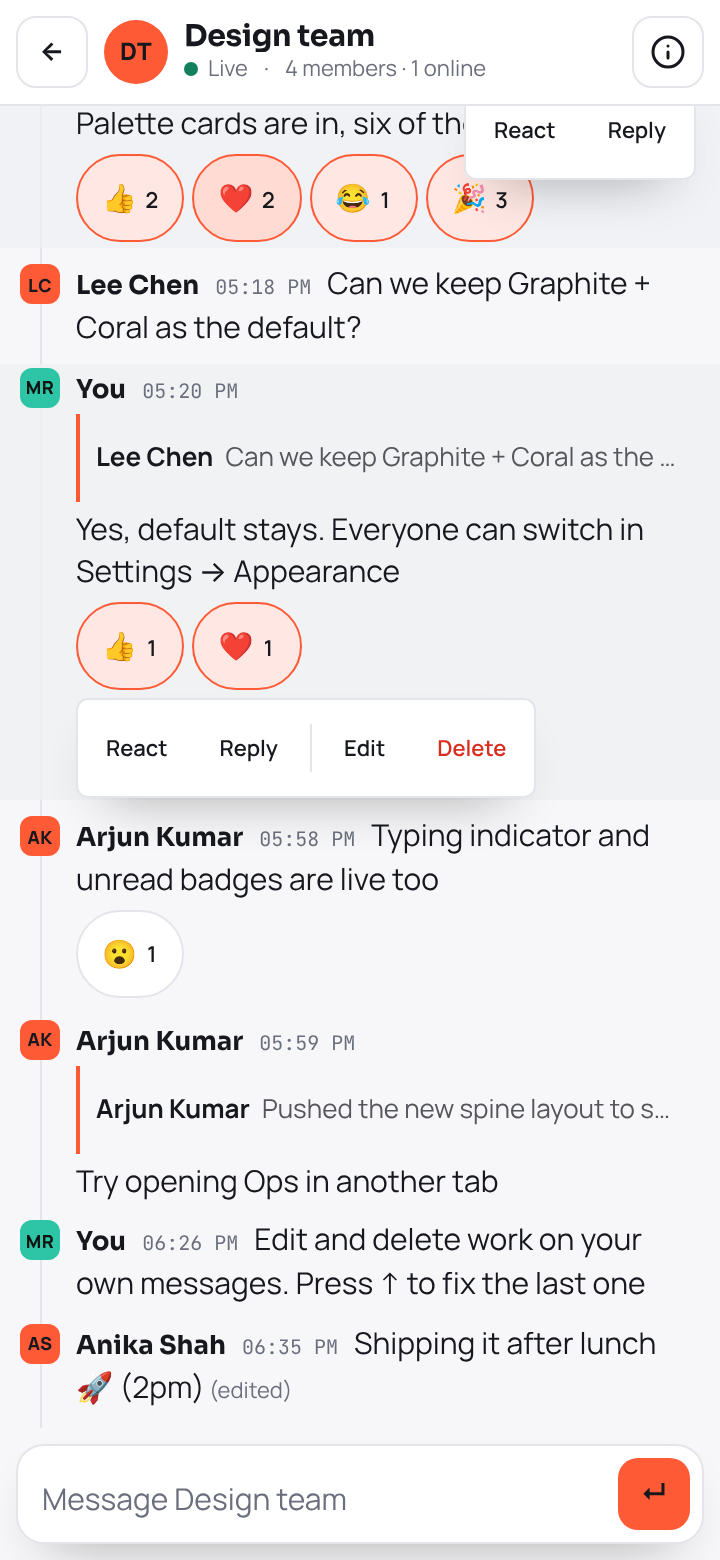 DT
Design team
Live · 4 members · 1 online
Palette cards are in, six of
React Reply
👍 2 ❤️ 2 😂 1 🎉 3
LC Lee Chen 05:18 PM Can we keep Graphite +
Coral as the default?
MR You 05:20 PM
Lee Chen Can we keep Graphite + Coral as the ...
Yes, default stays. Everyone can switch in
Settings → Appearance
👍 1 ❤️ 1
React Reply Edit Delete
AK Arjun Kumar 05:58 PM Typing indicator and
unread badges are live too
😮 1
AK Arjun Kumar 05:59 PM
Arjun Kumar Pushed the new spine layout to s...
Try opening Ops in another tab
MR You 06:26 PM Edit and delete work on your
own messages. Press ↑ to fix the last one
AS Anika Shah 06:35 PM Shipping it after lunch
🚀 (2pm) (edited)
Message Design team